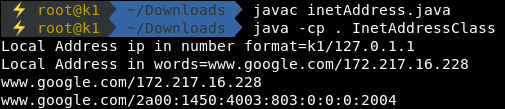 ⚡ root@k1 ~/Downloads javac inetAddress.java
⚡ root@k1 ~/Downloads java -cp . InetAddressClass
Local Address ip in number format=k1/127.0.1.1
Local Address in words=www.google.com/172.217.16.228
www.google.com/172.217.16.228
www.google.com/2a00:1450:4003:803:0:0:0:2004